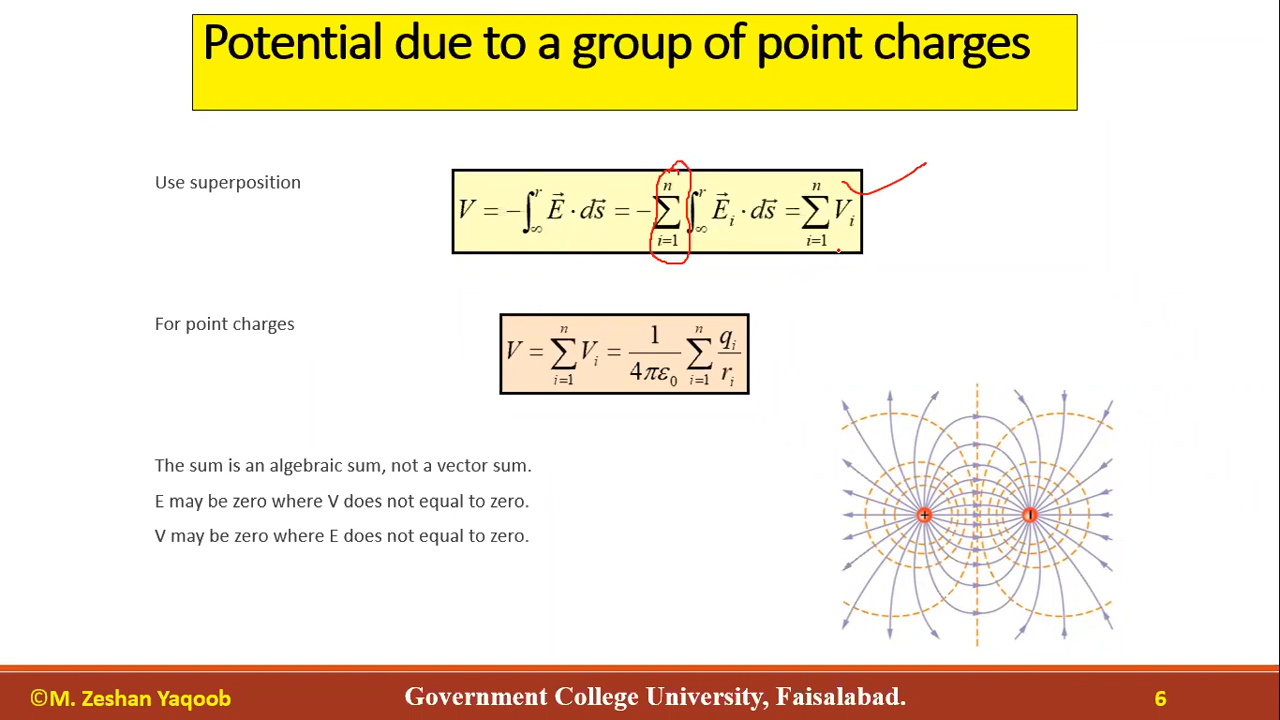 Potential due to a group of point charges
Use superposition
V = −∫_∞^r E⃗ · ds⃗ = −∑_{i=1}^n ∫_∞^r E⃗_i · ds⃗ = ∑_{i=1}^n V_i
For point charges
V = ∑_{i=1}^n V_i = 1/(4πε_0) ∑_{i=1}^n q_i/r_i
The sum is an algebraic sum, not a vector sum.
E may be zero where V does not equal to zero.
V may be zero where E does not equal to zero.
©M. Zeshan Yaqoob
Government College University, Faisalabad.
6